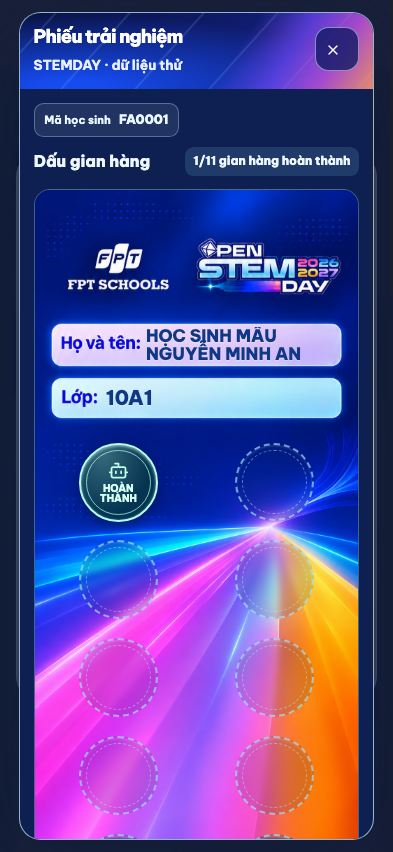 Phiếu trải nghiệm
STEMDAY · dữ liệu thử
Mã học sinh FA0001
Dấu gian hàng
1/11 gian hàng hoàn thành
FPT
FPT SCHOOLS
OPEN
STEM 2026
2027
DAY
Họ và tên: HỌC SINH MẪU
NGUYỄN MINH AN
Lớp: 10A1
HOÀN
THÀNH